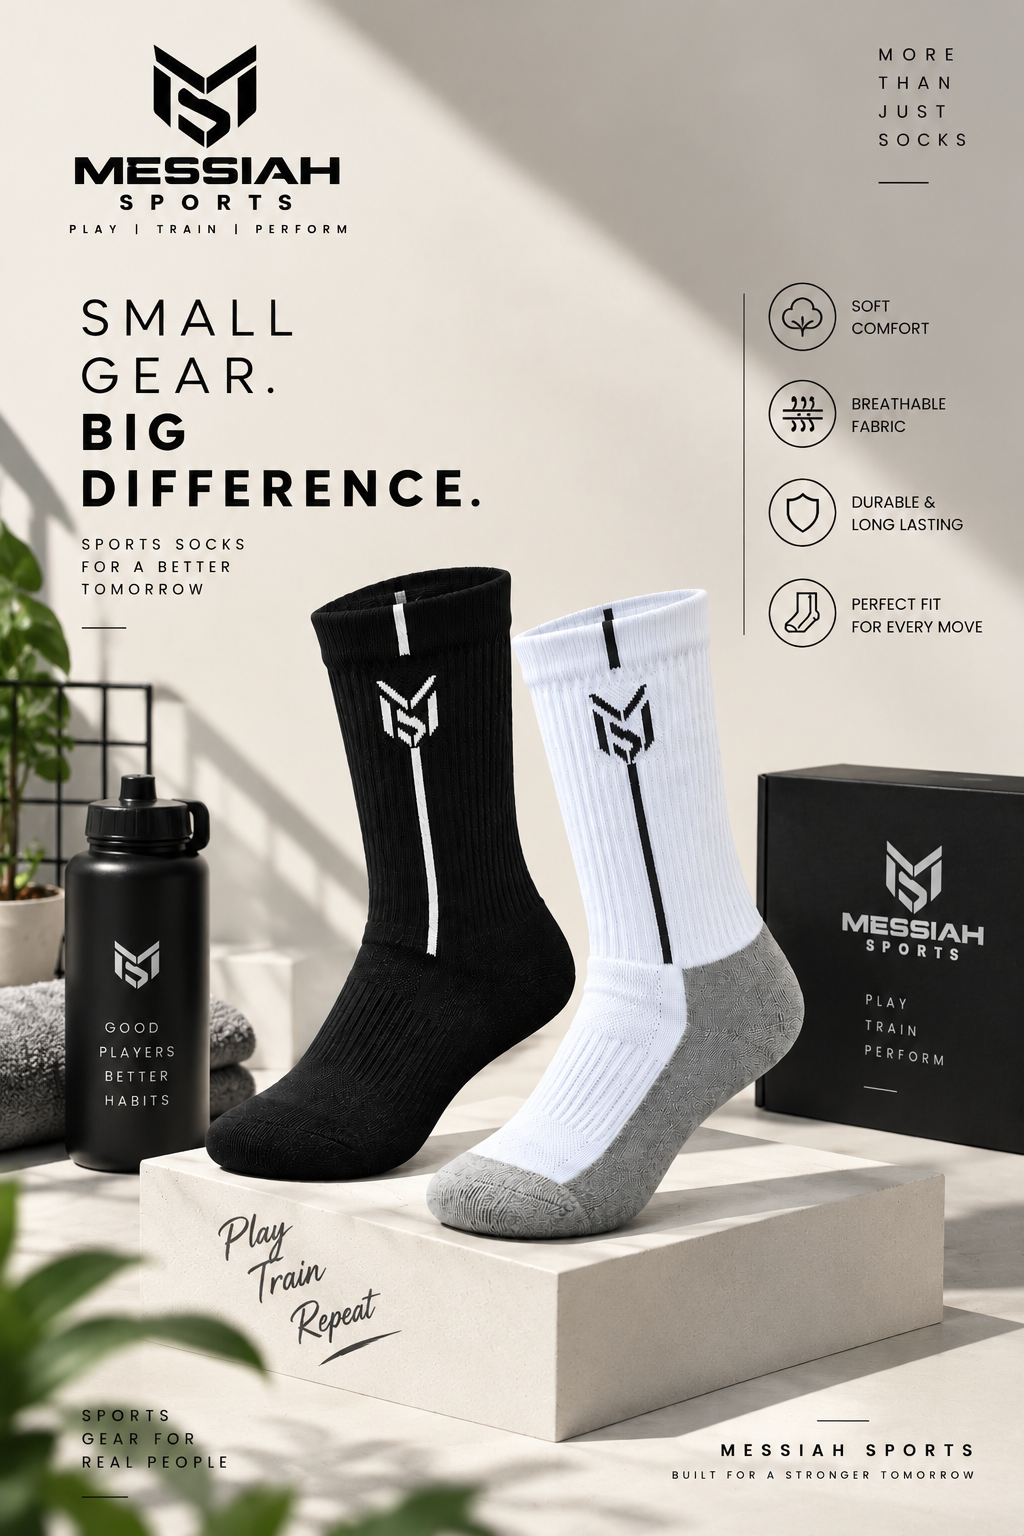 MESSIAH
SPORTS
PLAY | TRAIN | PERFORM
MORE
THAN
JUST
SOCKS
SMALL
GEAR.
BIG
DIFFERENCE.
SPORTS SOCKS
FOR A BETTER
TOMORROW
SOFT
COMFORT
BREATHABLE
FABRIC
DURABLE &
LONG LASTING
PERFECT FIT
FOR EVERY MOVE
GOOD
PLAYERS
BETTER
HABITS
MESSIAH
SPORTS
PLAY
TRAIN
PERFORM
Play
Train
Repeat
SPORTS
GEAR FOR
REAL PEOPLE
MESSIAH SPORTS
BUILT FOR A STRONGER TOMORROW